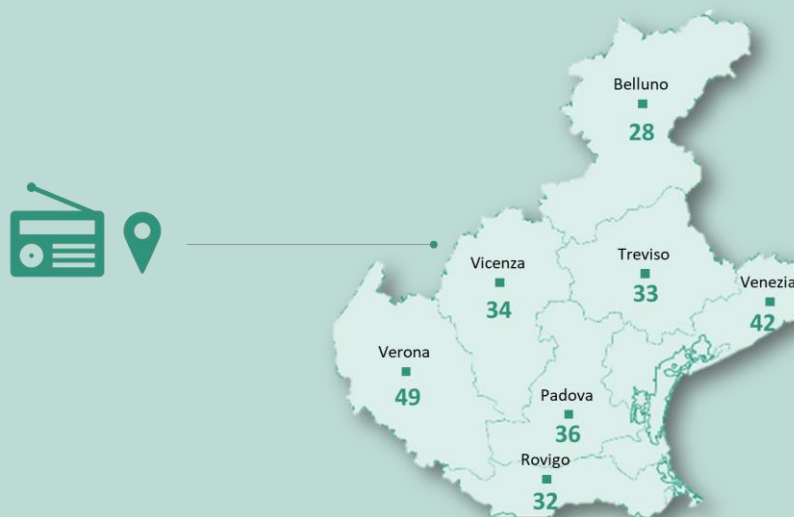 Belluno
28
Vicenza
34
Treviso
33
Venezia
42
Verona
49
Padova
36
Rovigo
32